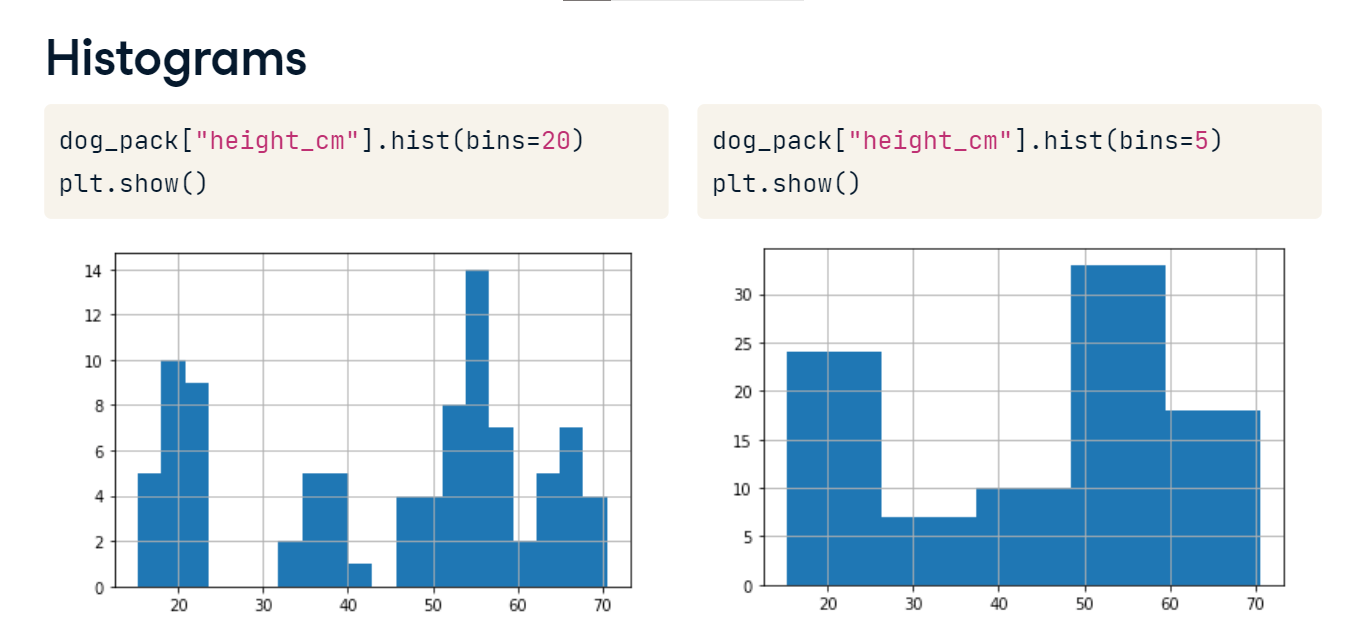 Histograms
dog_pack["height_cm"].hist(bins=20)
plt.show()
dog_pack["height_cm"].hist(bins=5)
plt.show()
14
12
10
8
6
4
2
0
20 30 40 50 60 70
30
25
20
15
10
5
0
20 30 40 50 60 70